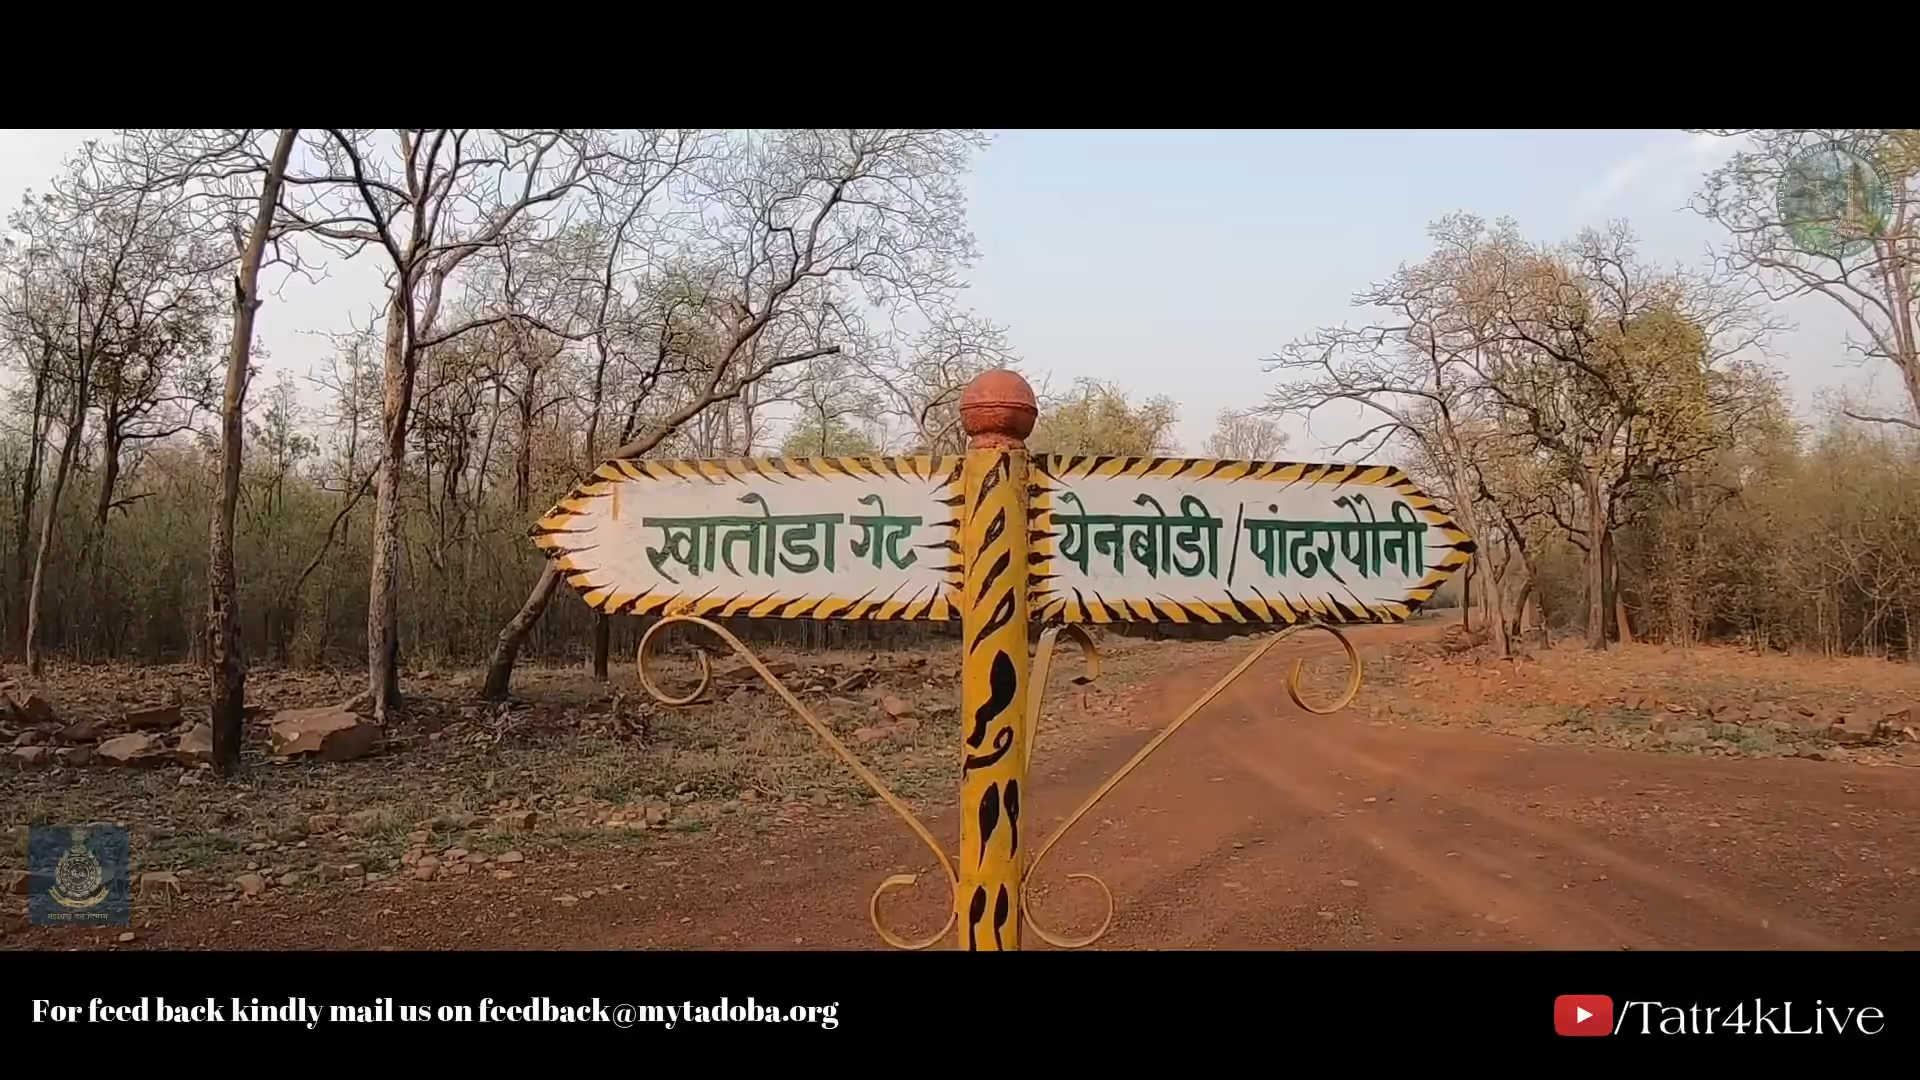 खातोडा गेट
येनबोडी/पांढरपौनी
For feed back kindly mail us on feedback@mytadoba.org
/Tatr4kLive